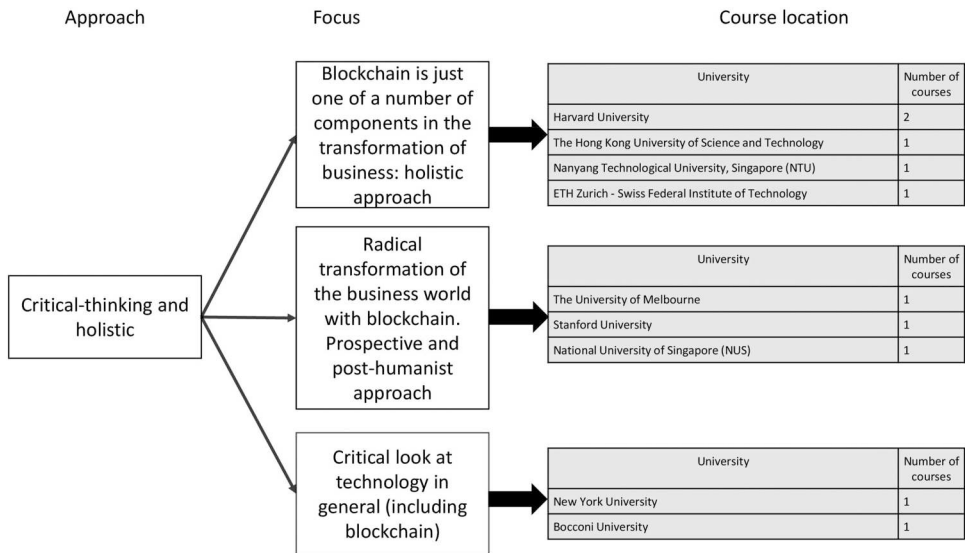 Approach Focus Course location
Critical-thinking and
holistic
Blockchain is just
one of a number of
components in the
transformation of
business: holistic
approach
University Number of
courses
Harvard University 2
The Hong Kong University of Science and Technology 1
Nanyang Technological University, Singapore (NTU) 1
ETH Zurich - Swiss Federal Institute of Technology 1
Radical
transformation of
the business world
with blockchain.
Prospective and
post-humanist
approach
University Number of
courses
The University of Melbourne 1
Stanford University 1
National University of Singapore (NUS) 1
Critical look at
technology in
general (including
blockchain)
University Number of
courses
New York University 1
Bocconi University 1